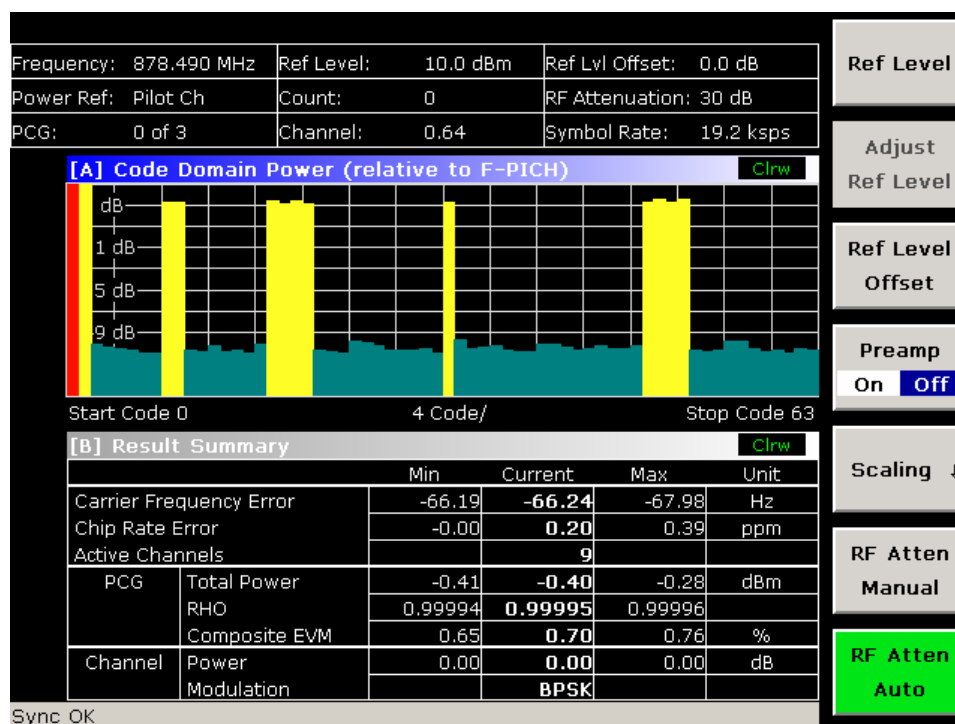 Frequency: 878.490 MHz Ref Level: 10.0 dBm Ref Lvl Offset: 0.0 dB
Power Ref: Pilot Ch Count: 0 RF Attenuation: 30 dB
PCG: 0 of 3 Channel: 0.64 Symbol Rate: 19.2 ksps
[A] Code Domain Power (relative to F-PICH) Clrw
dB
1 dB
5 dB
9 dB
Start Code 0 4 Code/ Stop Code 63
[B] Result Summary Clrw
Min Current Max Unit
Carrier Frequency Error -66.19 -66.24 -67.98 Hz
Chip Rate Error -0.00 0.20 0.39 ppm
Active Channels 9
PCG Total Power -0.41 -0.40 -0.28 dBm
RHO 0.99994 0.99995 0.99996
Composite EVM 0.65 0.70 0.76 %
Channel Power 0.00 0.00 0.00 dB
Modulation BPSK
Sync OK
Ref Level
Adjust
Ref Level
Ref Level
Offset
Preamp
On Off
Scaling
RF Atten
Manual
RF Atten
Auto